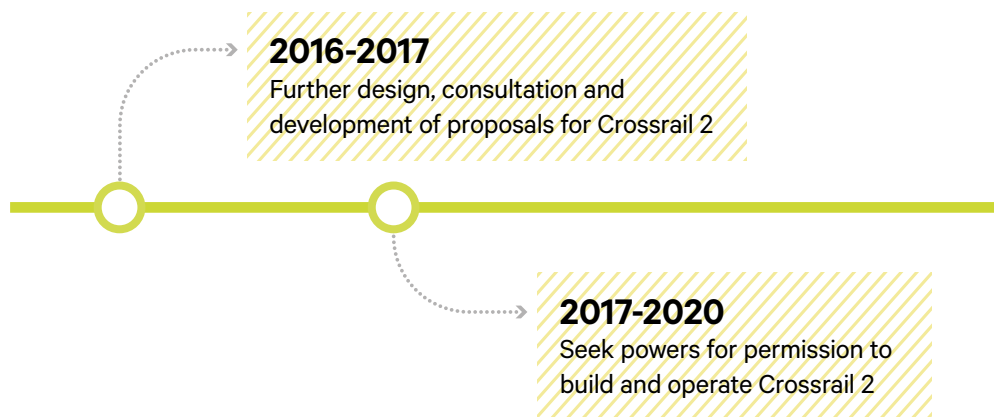 2016-2017
Further design, consultation and
development of proposals for Crossrail 2
2017-2020
Seek powers for permission to
build and operate Crossrail 2